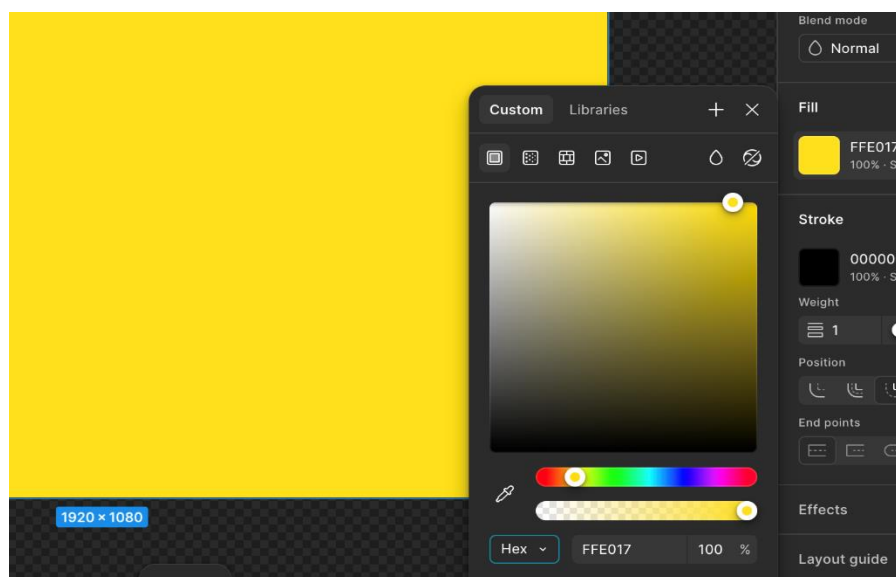 Blend mode
Normal
Custom
Libraries
Fill
FFE017
100% · S
Stroke
00000
100% · S
Weight
1
Position
End points
1920 × 1080
Effects
Hex
FFE017
100
%
Layout guide